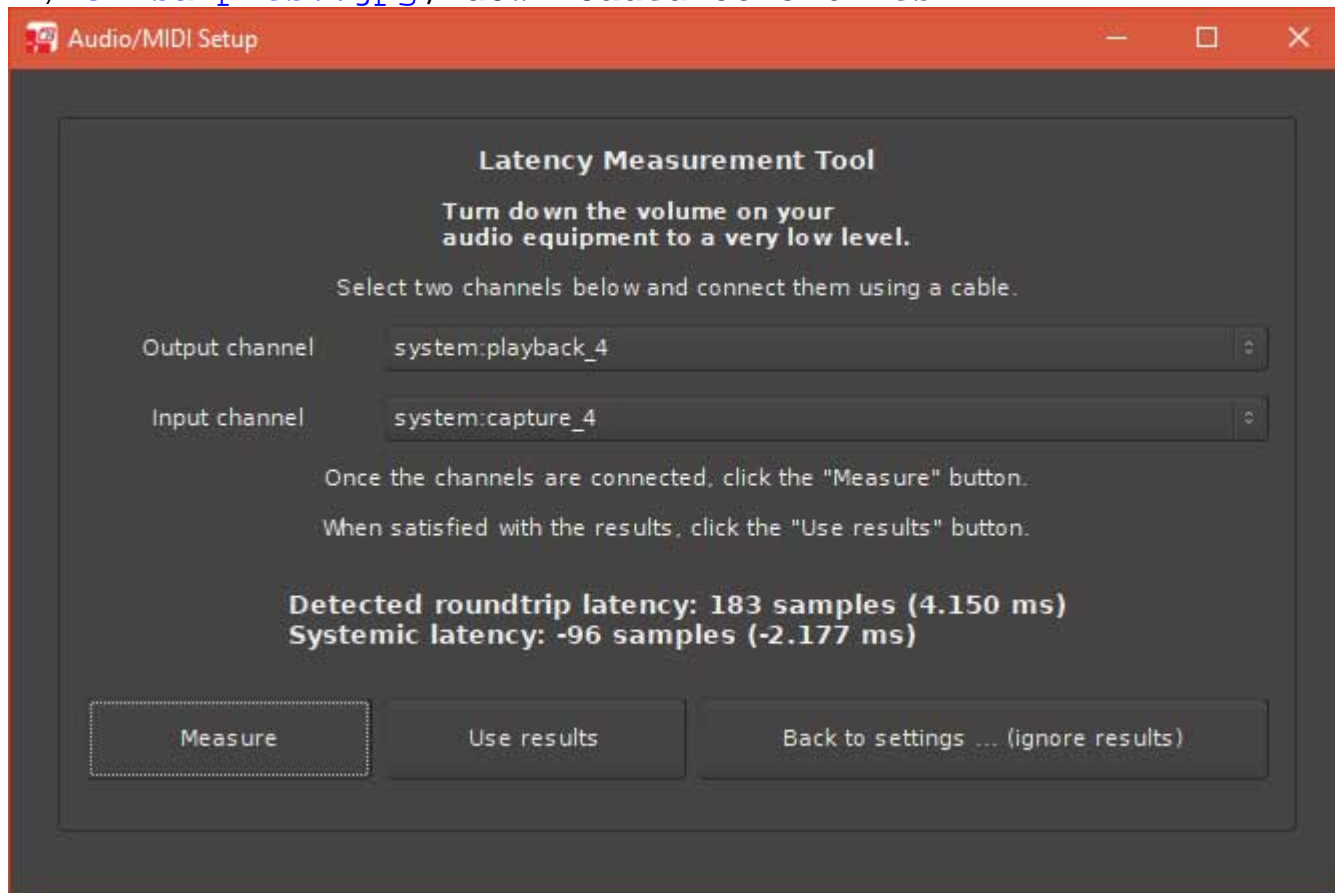 Audio/MIDI Setup
Latency Measurement Tool
Turn down the volume on your
audio equipment to a very low level.
Select two channels below and connect them using a cable.
Output channel system:playback_4
Input channel system:capture_4
Once the channels are connected, click the "Measure" button.
When satisfied with the results, click the "Use results" button.
Detected roundtrip latency: 183 samples (4.150 ms)
Systemic latency: -96 samples (-2.177 ms)
Measure Use results Back to settings ... (ignore results)